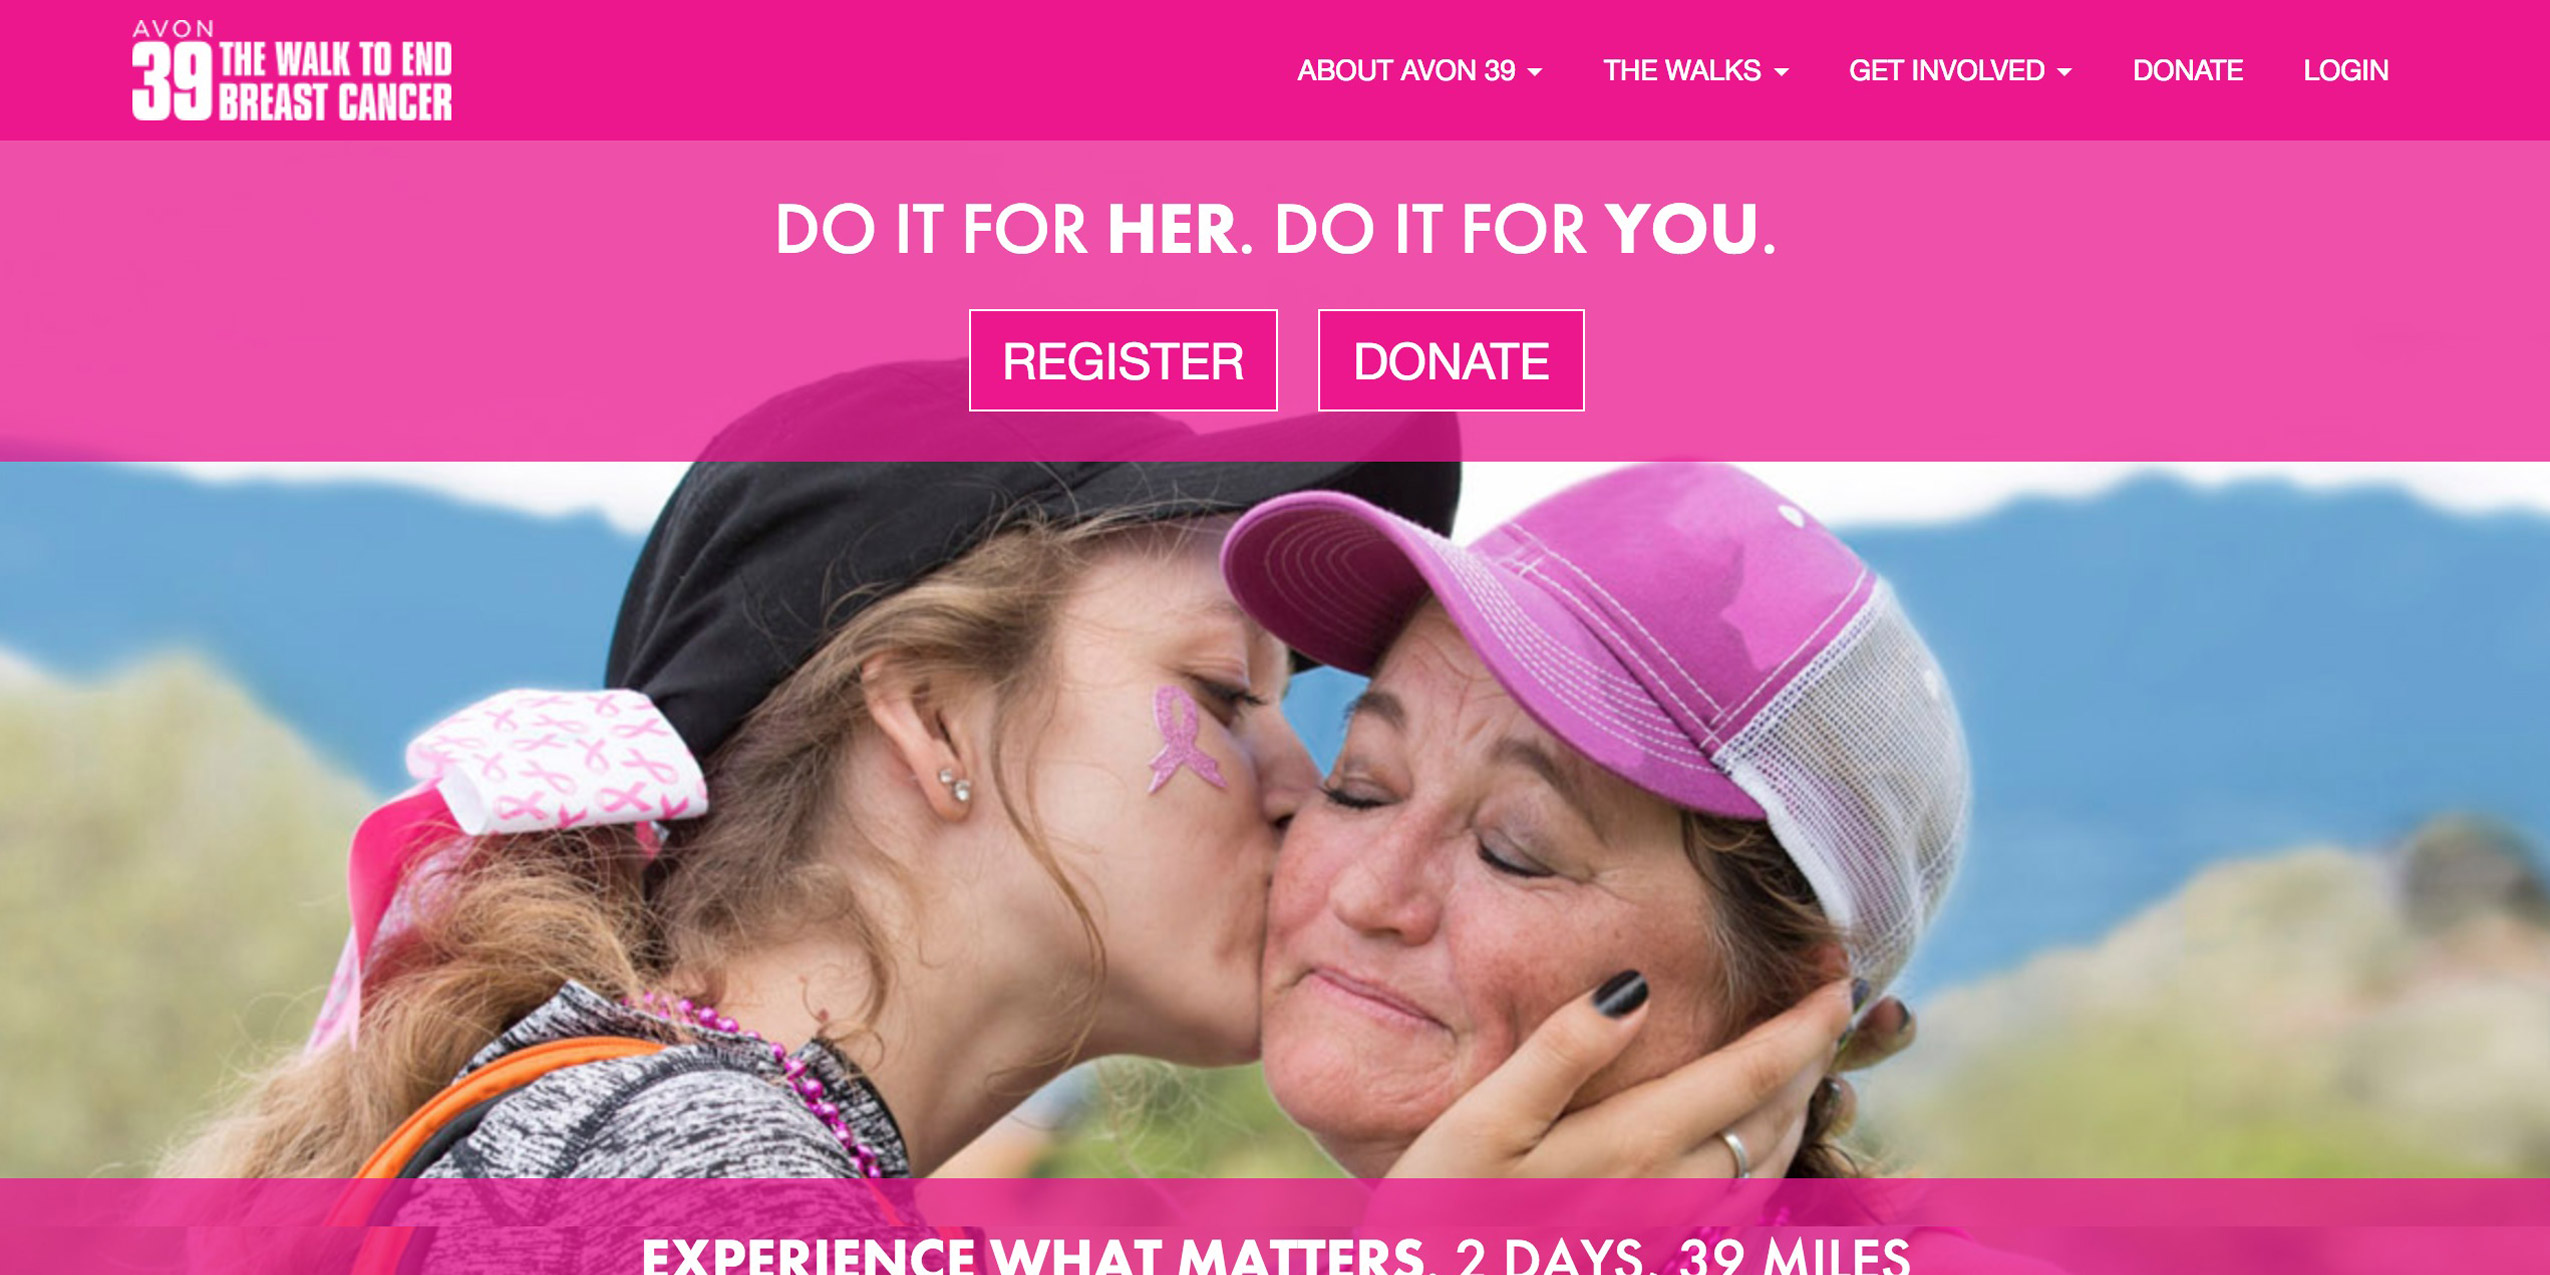 AVON
39 THE WALK TO END
BREAST CANCER
ABOUT AVON 39 THE WALKS GET INVOLVED DONATE LOGIN
DO IT FOR HER. DO IT FOR YOU.
REGISTER DONATE
EXPERIENCE WHAT MATTERS. 2 DAYS. 39 MILES